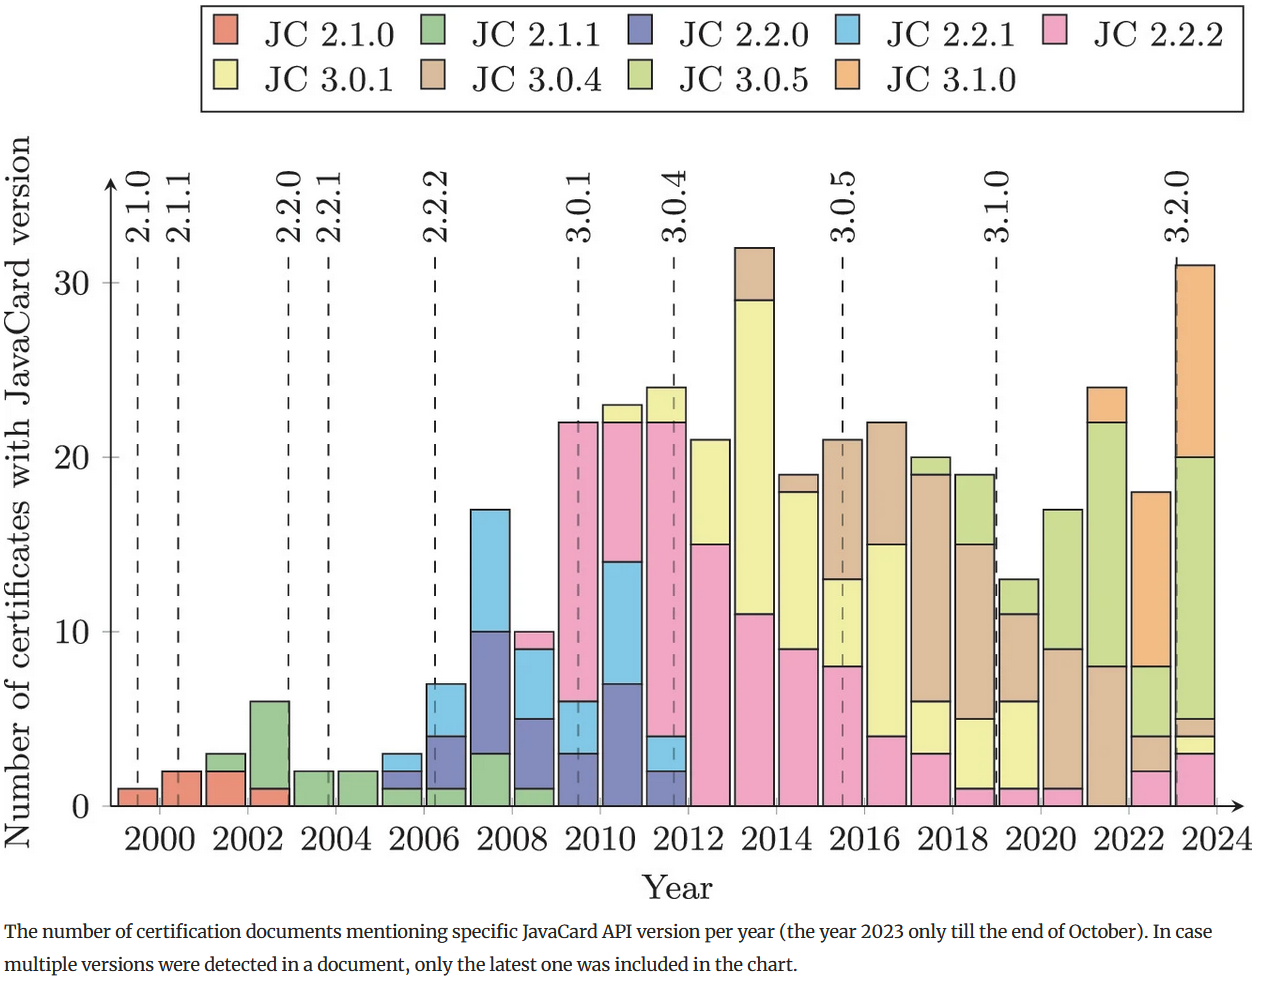 JC 2.1.0 JC 2.1.1 JC 2.2.0 JC 2.2.1 JC 2.2.2
JC 3.0.1 JC 3.0.4 JC 3.0.5 JC 3.1.0
Number of certificates with JavaCard version
2.1.0 2.1.1 2.2.0 2.2.1 2.2.2 3.0.1 3.0.4 3.0.5 3.1.0 3.2.0
30
20
10
0
2000 2002 2004 2006 2008 2010 2012 2014 2016 2018 2020 2022 2024
Year
The number of certification documents mentioning specific JavaCard API version per year (the year 2023 only till the end of October). In case
multiple versions were detected in a document, only the latest one was included in the chart.